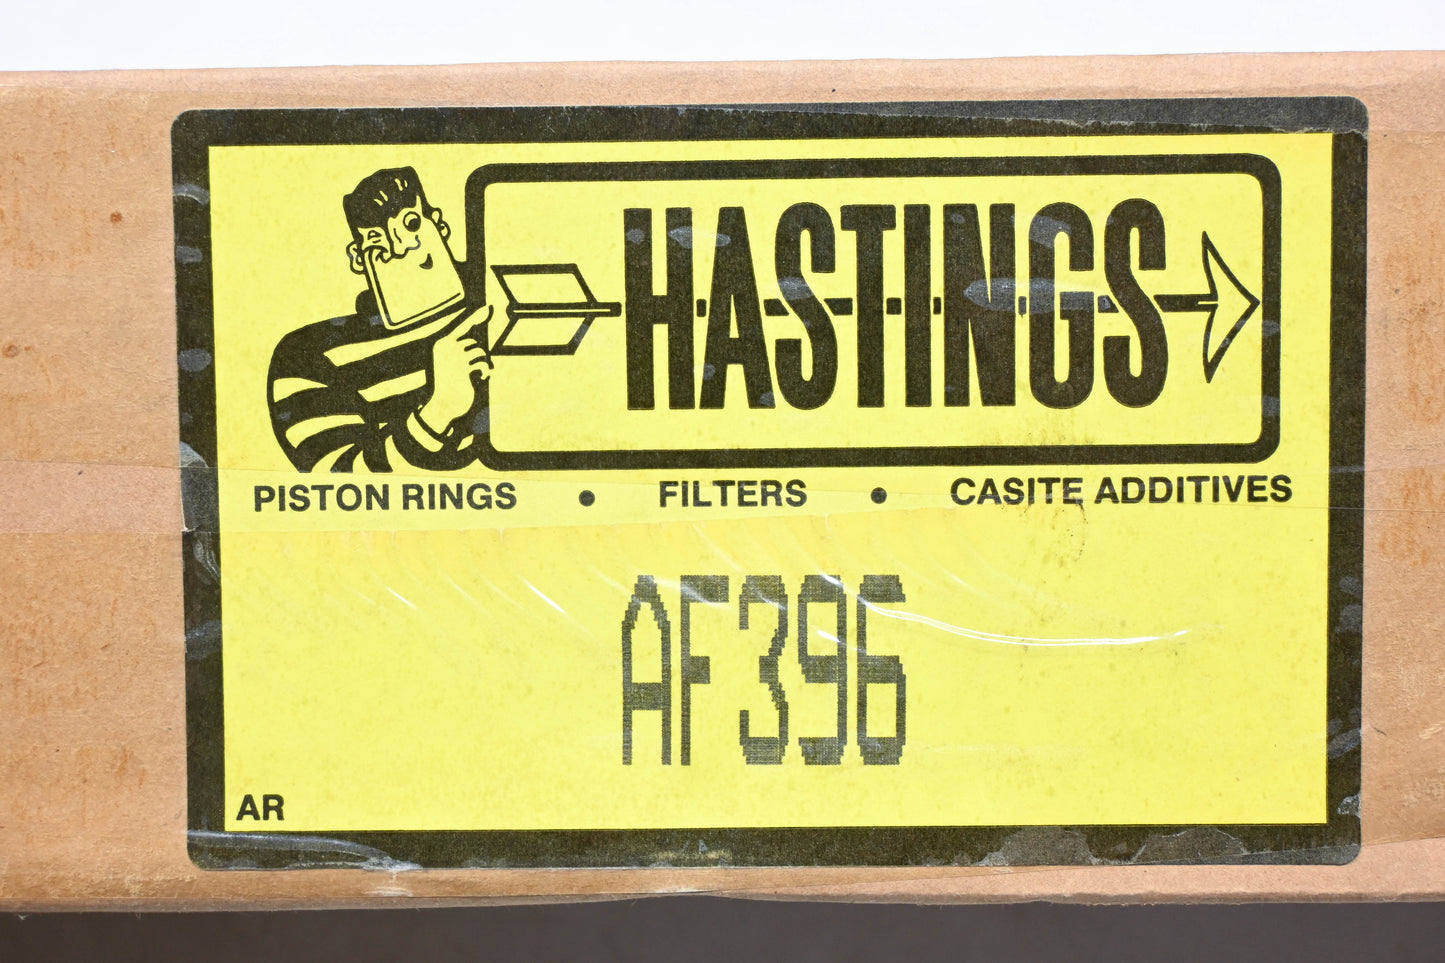 HASTINGS
PISTON RINGS • FILTERS • CASITE ADDITIVES
AF396
AR